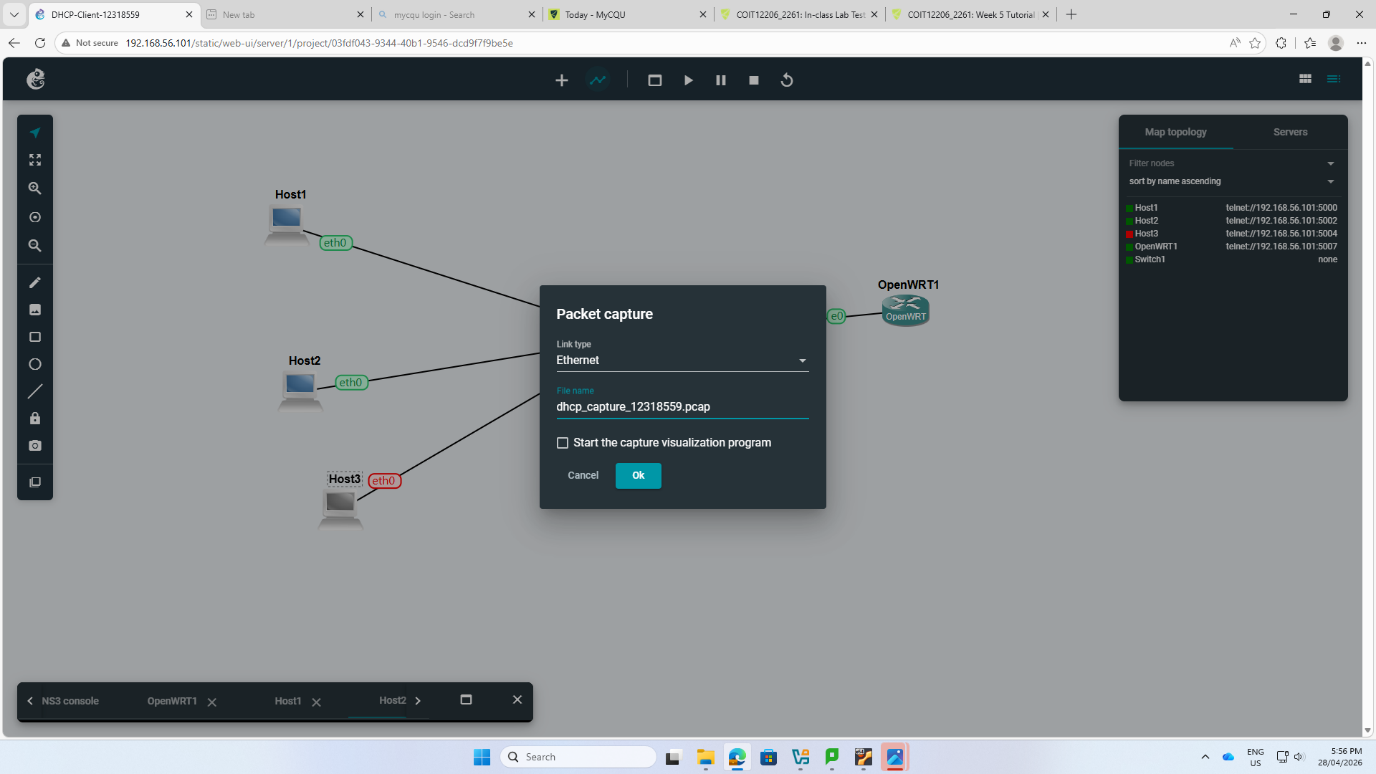 DHCP-Client-12318559
New tab
mycqu login - Search
Today - MyCQU
COIT12206_2261: In-class Lab Test
COIT12206_2261: Week 5 Tutorial
Not secure
192.168.56.101/static/web-ui/server/1/project/03fdf043-9344-40b1-9546-dcd9f7f9be5e
Map topology
Servers
Filter nodes
sort by name ascending
Host1 telnet://192.168.56.101:5000
Host2 telnet://192.168.56.101:5002
Host3 telnet://192.168.56.101:5004
OpenWRT1 telnet://192.168.56.101:5007
Switch1 none
Host1
eth0
OpenWRT1
e0
OpenWRT
Host2
eth0
Host3
eth0
Packet capture
Link type
Ethernet
File name
dhcp_capture_12318559.pcap
Start the capture visualization program
Cancel
Ok
NS3 console
OpenWRT1
Host1
Host2
Search
ENG
US
5:56 PM
28/04/2026